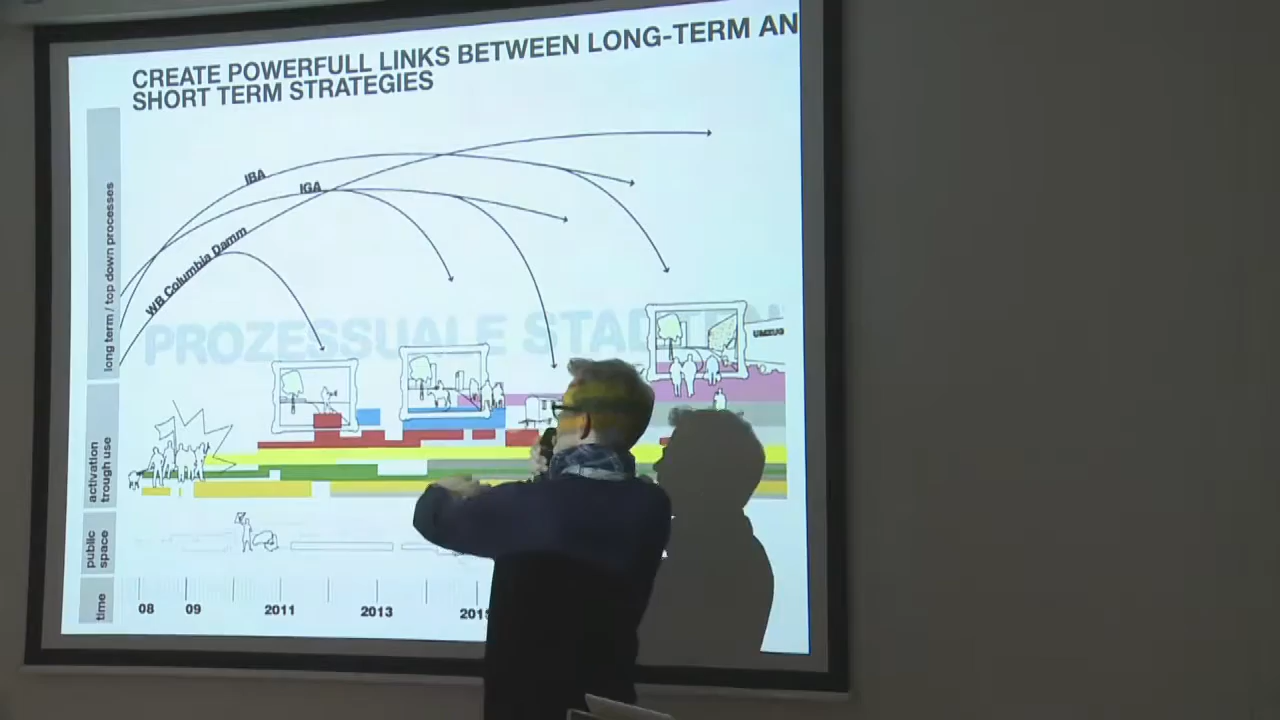 CREATE POWERFULL LINKS BETWEEN LONG-TERM AN
SHORT TERM STRATEGIES
IBA
IGA
WB Columbia Damm
long term / top down processes
PROZESSUALE
UMZUG
activation
trough use
public
space
time
08 09 2011 2013